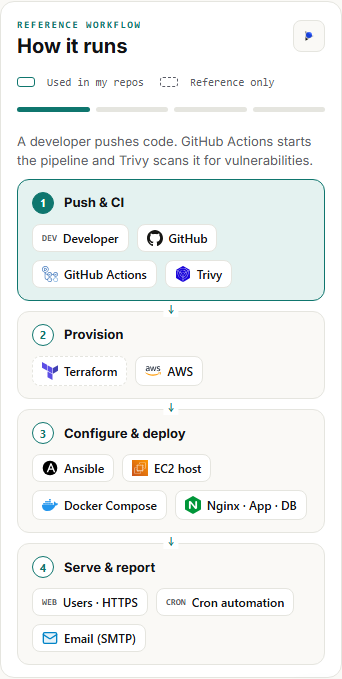 REFERENCE WORKFLOW
How it runs
Used in my repos Reference only
A developer pushes code. GitHub Actions starts
the pipeline and Trivy scans it for vulnerabilities.
1 Push & CI
DEV Developer GitHub
GitHub Actions Trivy
↓
2 Provision
Terraform aws AWS
↓
3 Configure & deploy
Ansible EC2 host
Docker Compose Nginx · App · DB
↓
4 Serve & report
WEB Users · HTTPS CRON Cron automation
Email (SMTP)